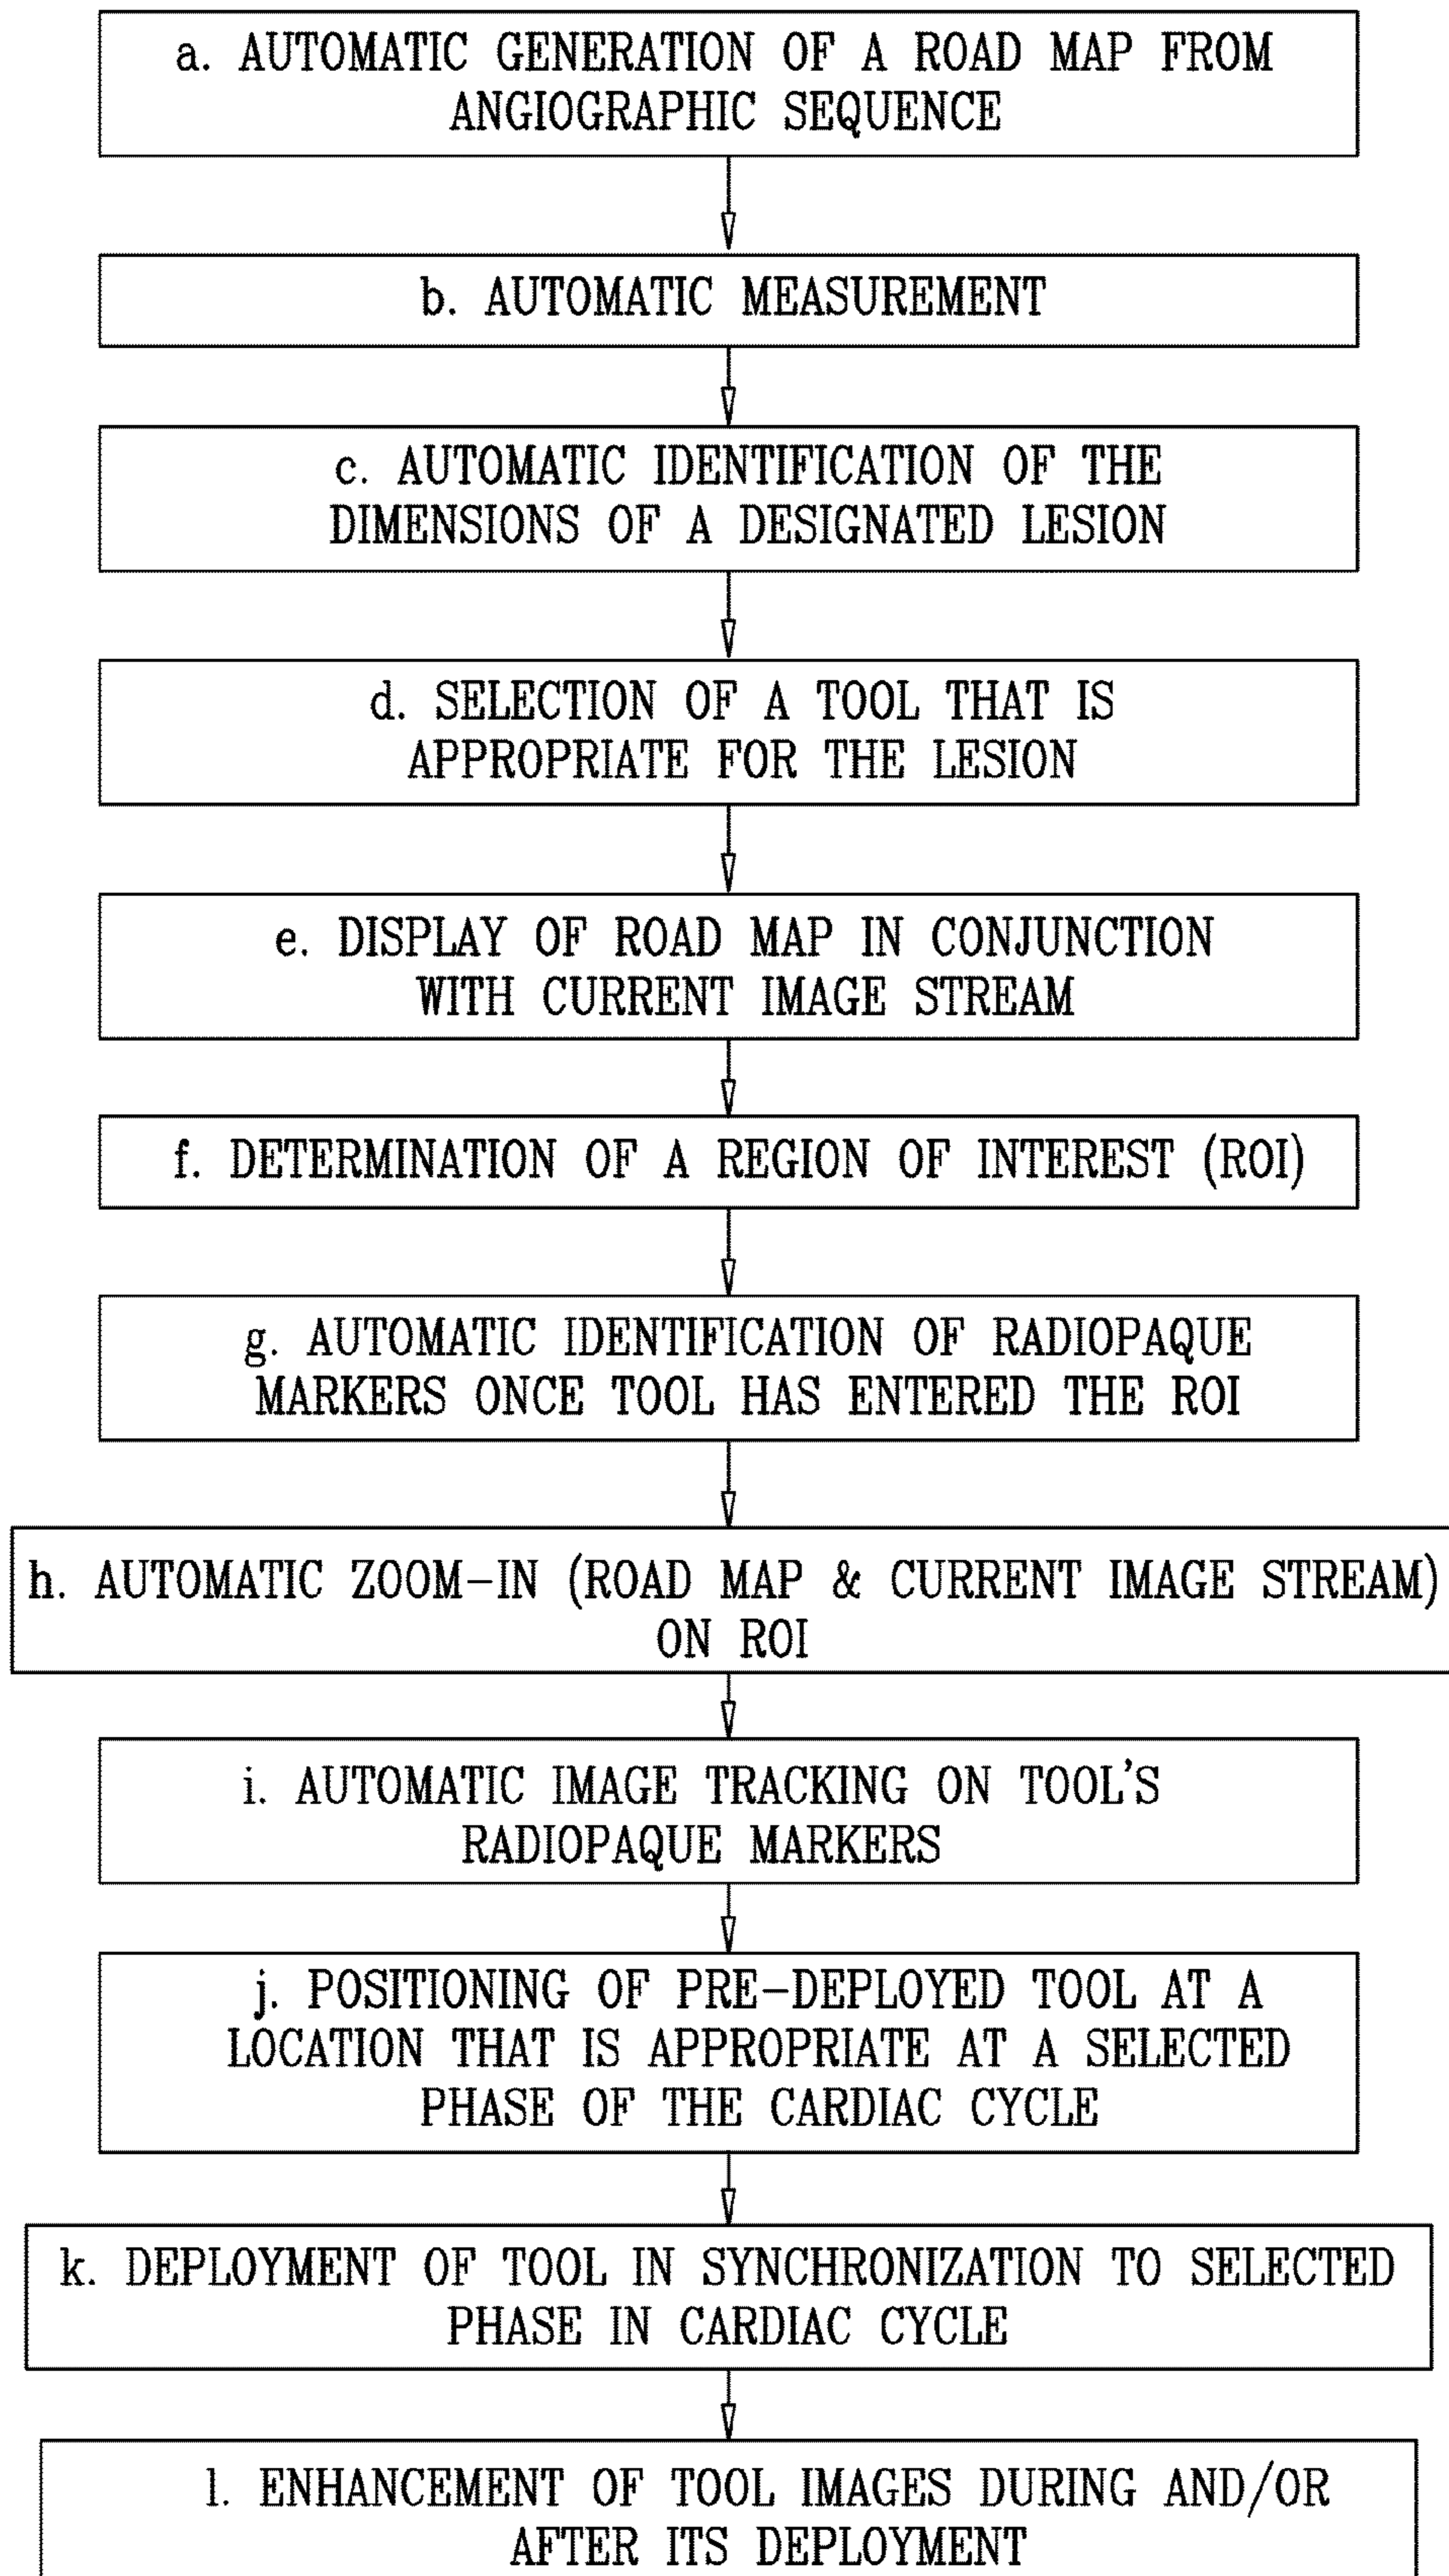 a. AUTOMATIC GENERATION OF A ROAD MAP FROM
ANGIOGRAPHIC SEQUENCE
b. AUTOMATIC MEASUREMENT
c. AUTOMATIC IDENTIFICATION OF THE
DIMENSIONS OF A DESIGNATED LESION
d. SELECTION OF A TOOL THAT IS
APPROPRIATE FOR THE LESION
e. DISPLAY OF ROAD MAP IN CONJUNCTION
WITH CURRENT IMAGE STREAM
f. DETERMINATION OF A REGION OF INTEREST (ROI)
g. AUTOMATIC IDENTIFICATION OF RADIOPAQUE
MARKERS ONCE TOOL HAS ENTERED THE ROI
h. AUTOMATIC ZOOM-IN (ROAD MAP & CURRENT IMAGE STREAM)
ON ROI
i. AUTOMATIC IMAGE TRACKING ON TOOL'S
RADIOPAQUE MARKERS
j. POSITIONING OF PRE-DEPLOYED TOOL AT A
LOCATION THAT IS APPROPRIATE AT A SELECTED
PHASE OF THE CARDIAC CYCLE
k. DEPLOYMENT OF TOOL IN SYNCHRONIZATION TO SELECTED
PHASE IN CARDIAC CYCLE
l. ENHANCEMENT OF TOOL IMAGES DURING AND/OR
AFTER ITS DEPLOYMENT